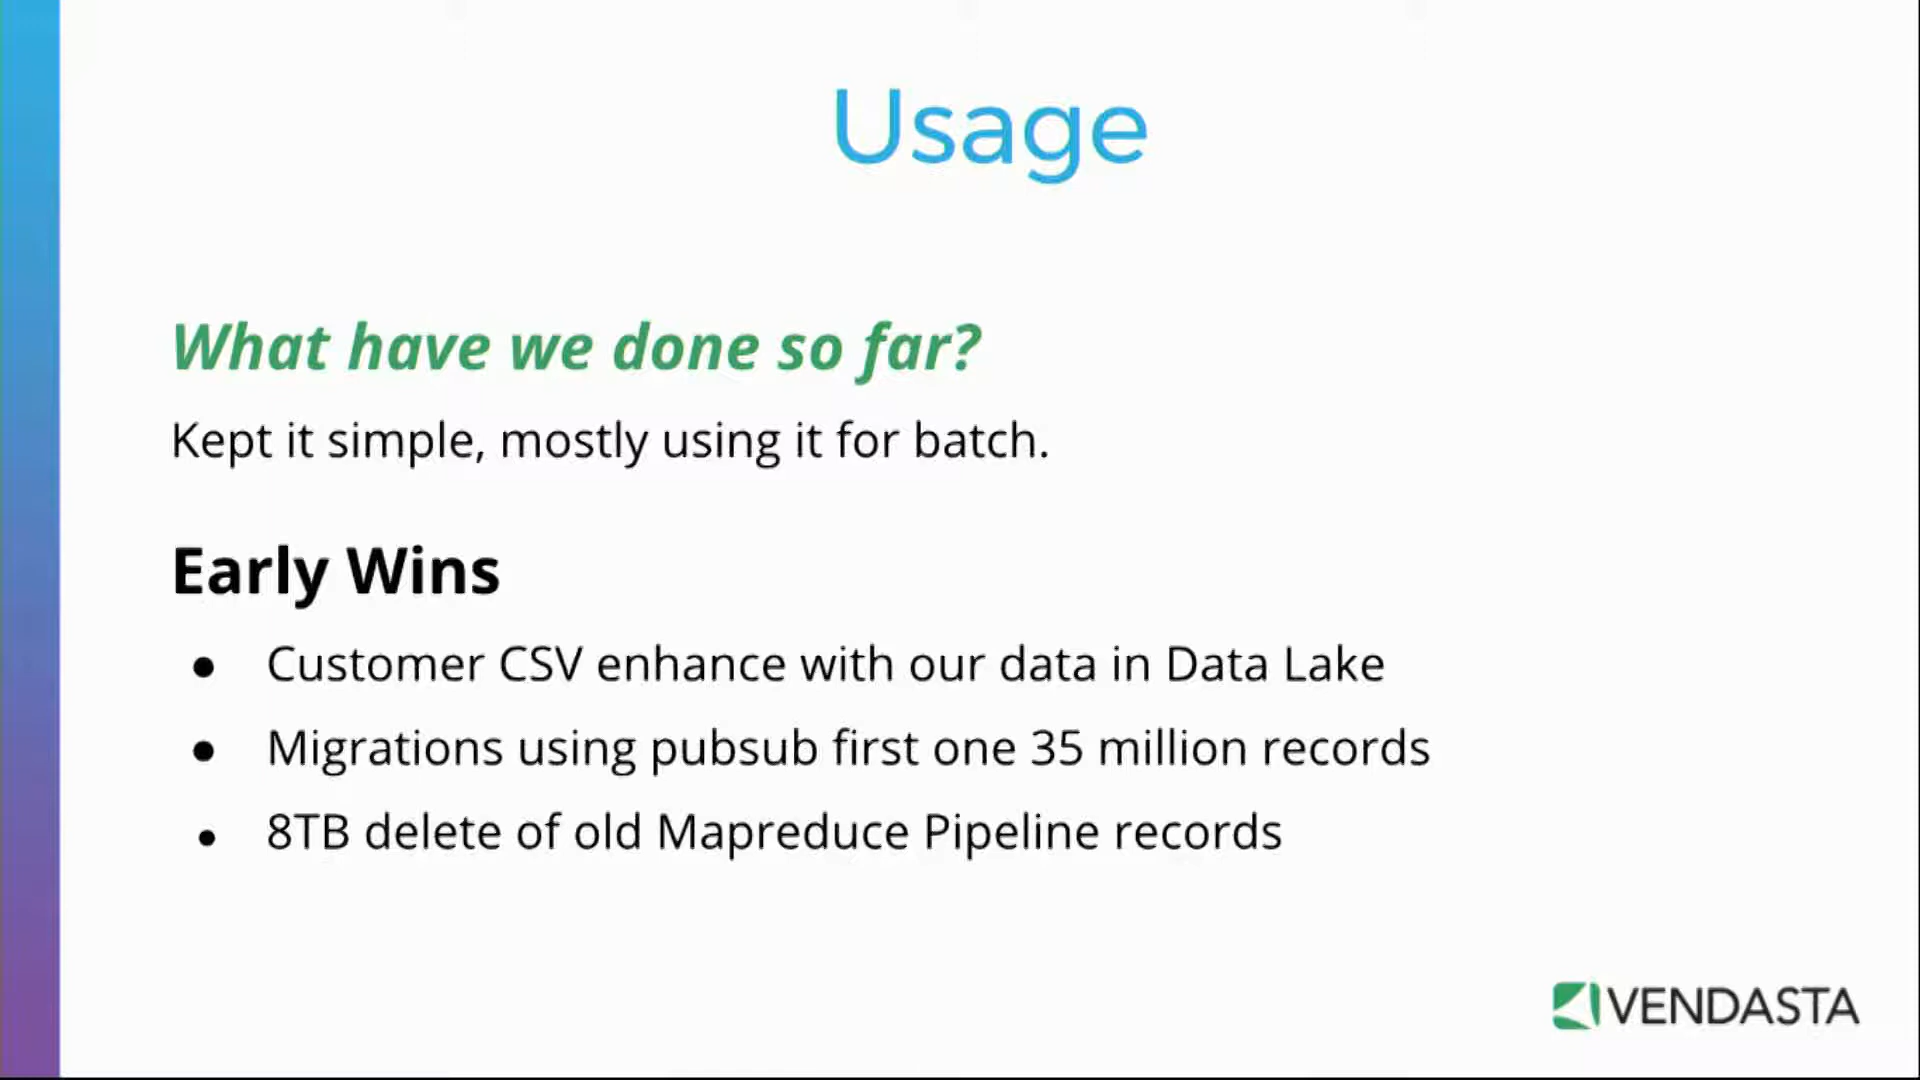 Usage
What have we done so far?
Kept it simple, mostly using it for batch.
Early Wins
● Customer CSV enhance with our data in Data Lake
● Migrations using pubsub first one 35 million records
● 8TB delete of old Mapreduce Pipeline records
VENDASTA